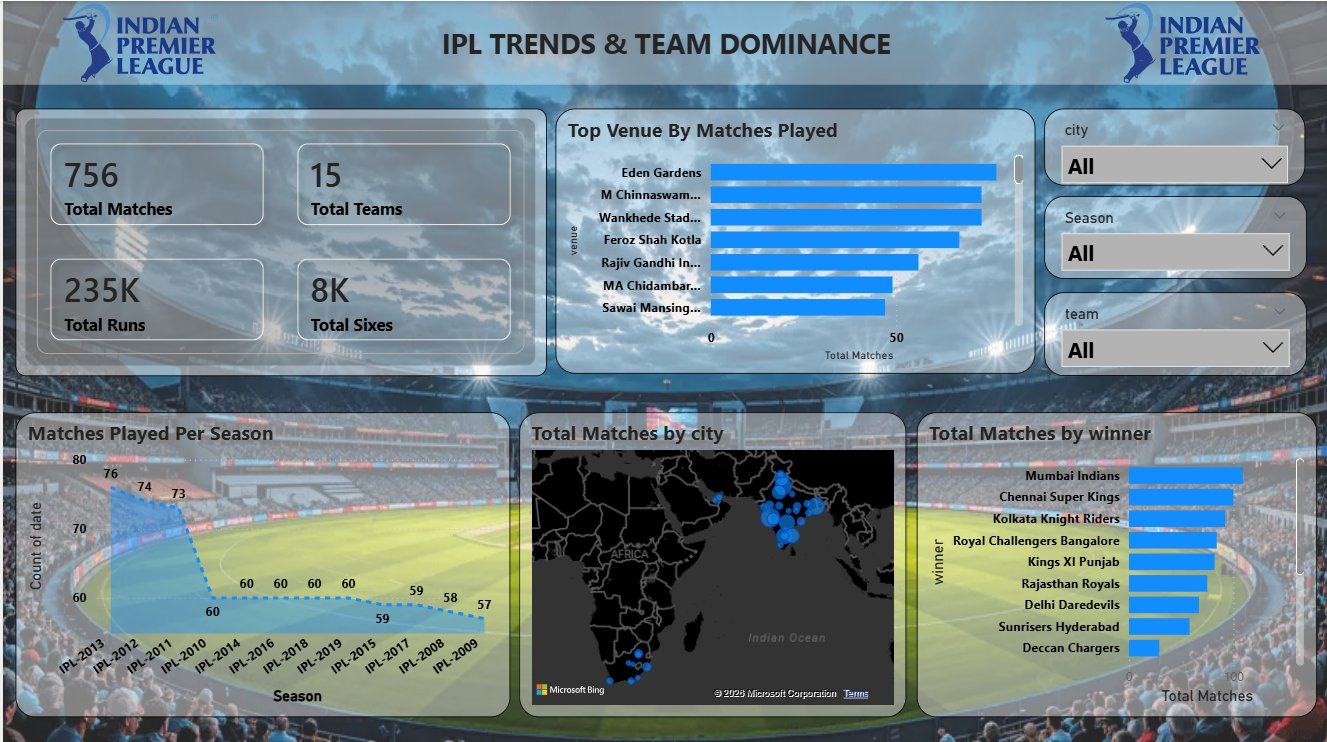 INDIAN
PREMIER
LEAGUE
IPL TRENDS & TEAM DOMINANCE
INDIAN
PREMIER
LEAGUE
756
Total Matches
15
Total Teams
235K
Total Runs
8K
Total Sixes
Top Venue By Matches Played
venue
Eden Gardens
M Chinnaswam...
Wankhede Stad...
Feroz Shah Kotla
Rajiv Gandhi In...
MA Chidambar...
Sawai Mansing...
0
50
Total Matches
city
All
Season
All
team
All
Matches Played Per Season
Count of date
80
70
60
76
74
73
60
60
60
60
60
59
59
58
57
IPL-2013
IPL-2012
IPL-2011
IPL-2010
IPL-2014
IPL-2016
IPL-2018
IPL-2019
IPL-2015
IPL-2017
IPL-2008
IPL-2009
Season
Total Matches by city
AFRICA
Indian Ocean
Microsoft Bing
© 2026 Microsoft Corporation
Terms
Total Matches by winner
winner
Mumbai Indians
Chennai Super Kings
Kolkata Knight Riders
Royal Challengers Bangalore
Kings XI Punjab
Rajasthan Royals
Delhi Daredevils
Sunrisers Hyderabad
Deccan Chargers
0
100
Total Matches